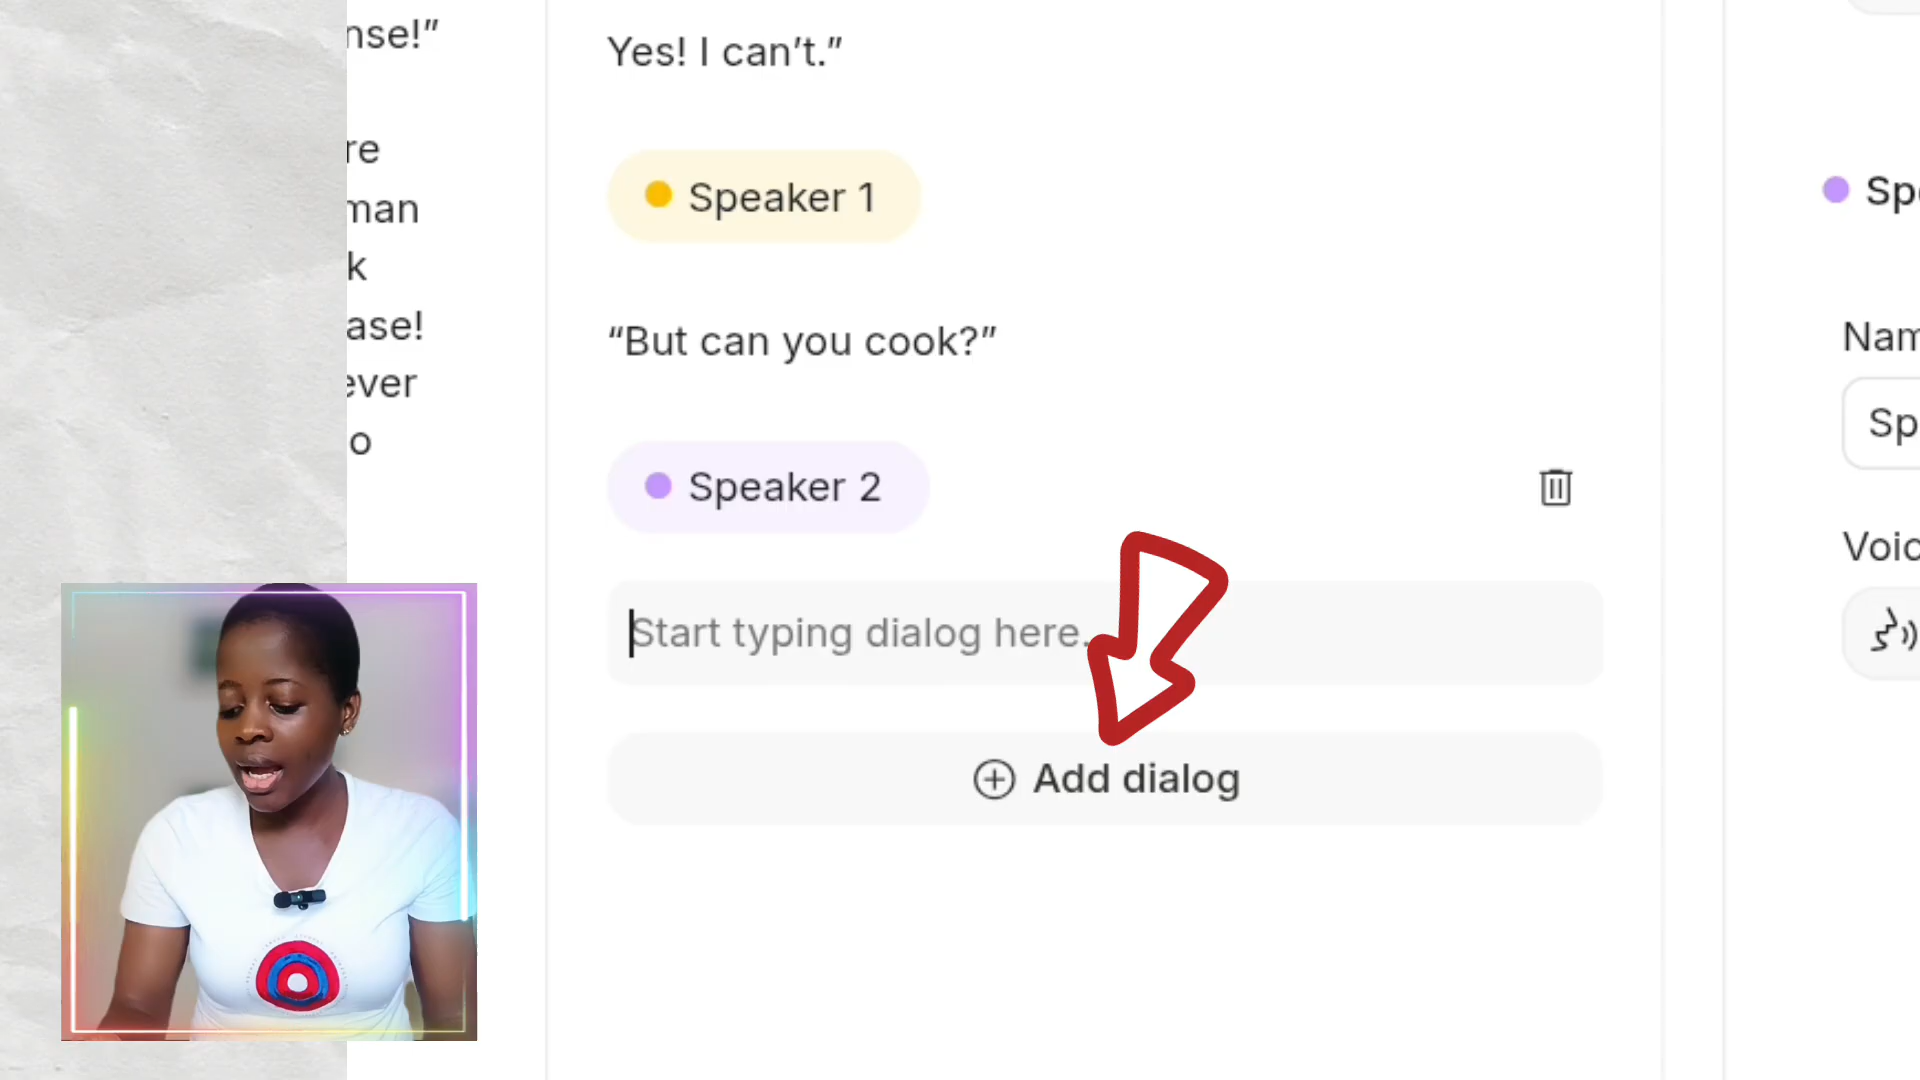 nse!”
re
man
k
ase!
ever
o
Yes! I can’t.”
Speaker 1
“But can you cook?”
Speaker 2
Start typing dialog here.
Add dialog
Spe
Nam
Sp
Voic